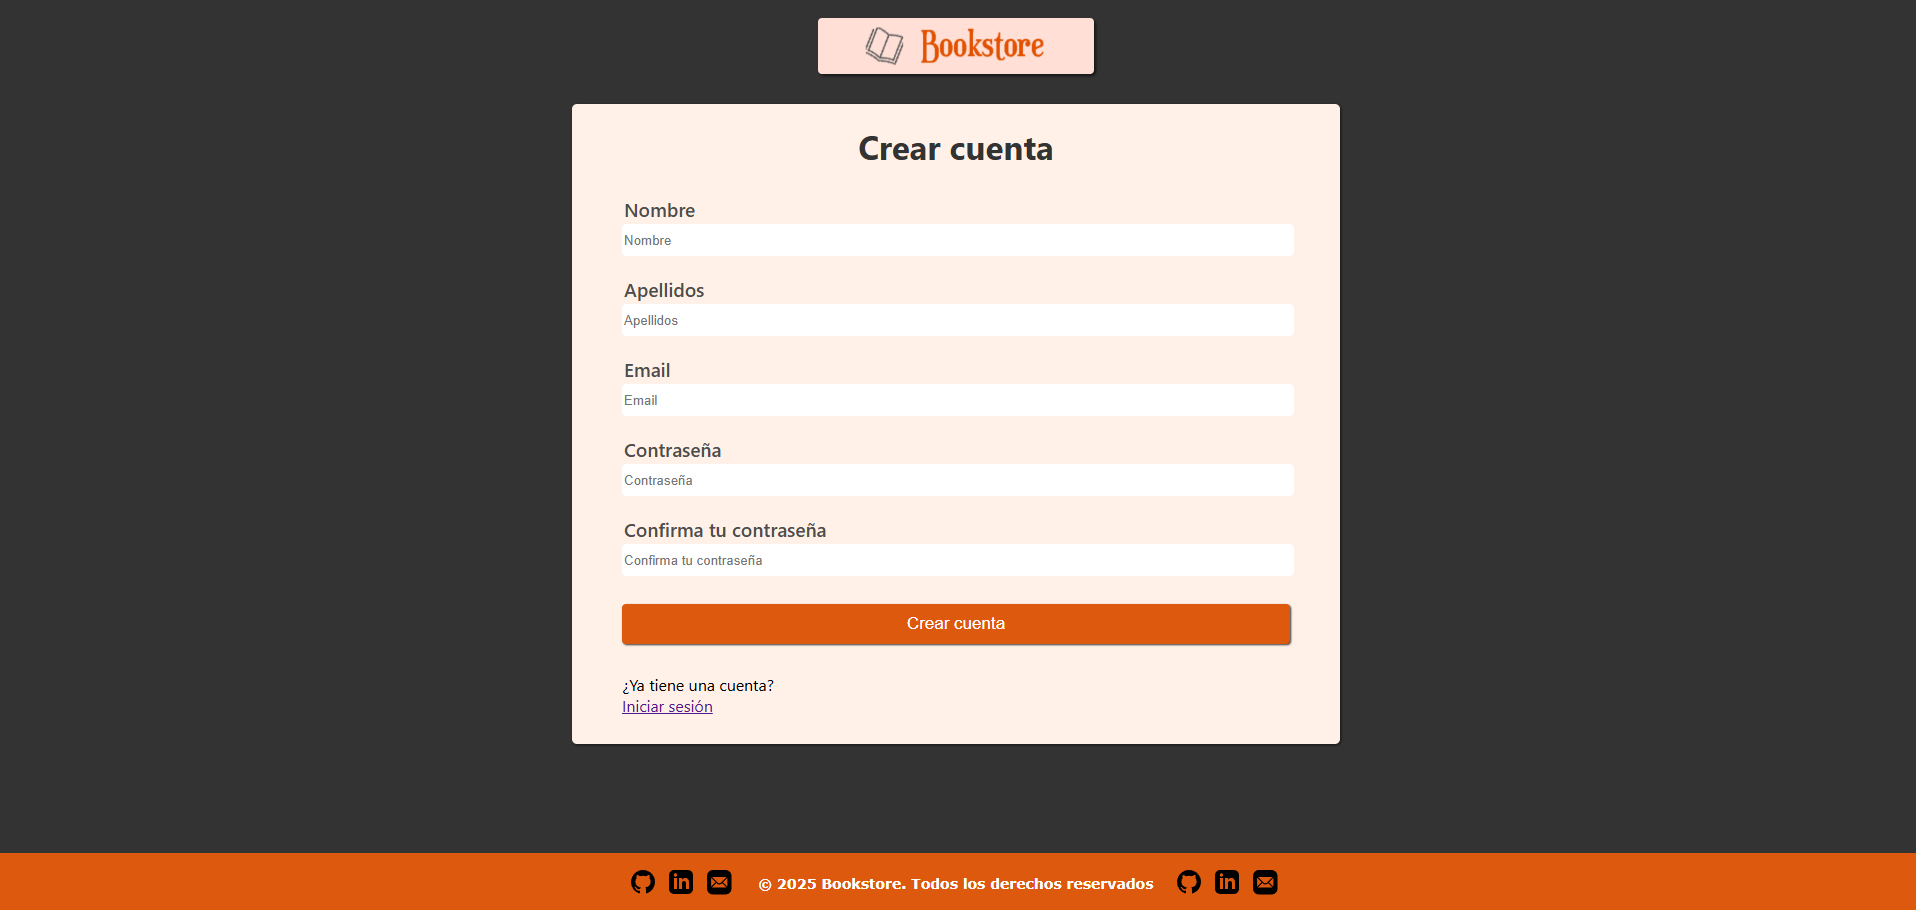 Bookstore
Crear cuenta
Nombre
Nombre
Apellidos
Apellidos
Email
Email
Contraseña
Contraseña
Confirma tu contraseña
Confirma tu contraseña
Crear cuenta
¿Ya tiene una cuenta?
Iniciar sesión
© 2025 Bookstore. Todos los derechos reservados